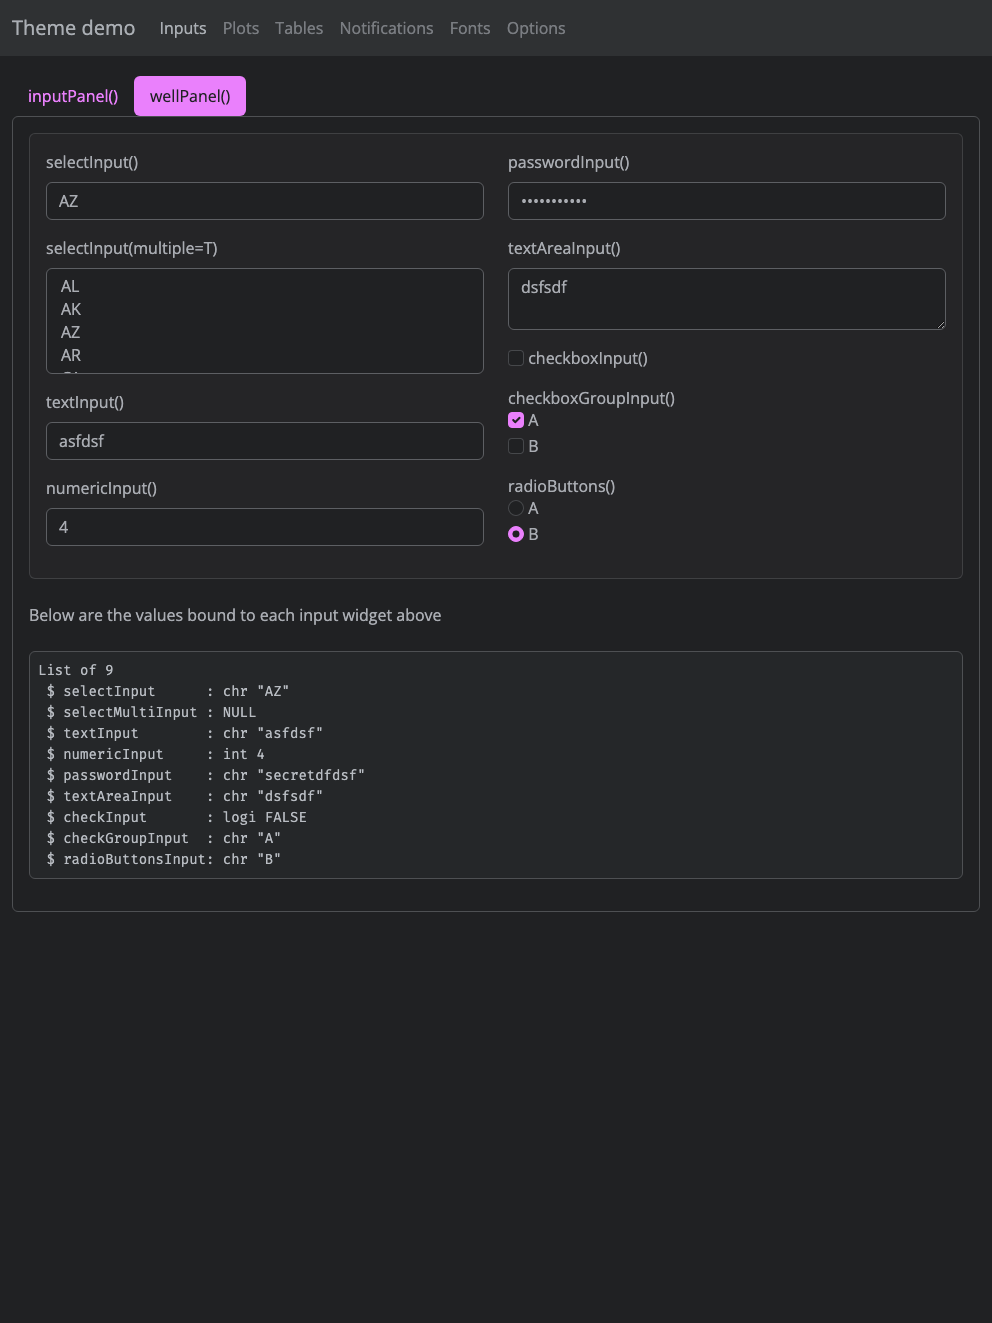 Theme demo Inputs Plots Tables Notifications Fonts Options
inputPanel() wellPanel()
selectInput()
AZ
selectInput(multiple=T)
AL
AK
AZ
AR
textInput()
asfdsf
numericInput()
4
passwordInput()
•••••••••••
textAreaInput()
dsfsdf
checkboxInput()
checkboxGroupInput()
A
B
radioButtons()
A
B
Below are the values bound to each input widget above
List of 9
 $ selectInput      : chr "AZ"
 $ selectMultiInput : NULL
 $ textInput        : chr "asfdsf"
 $ numericInput     : int 4
 $ passwordInput    : chr "secretdfdsf"
 $ textAreaInput    : chr "dsfsdf"
 $ checkInput       : logi FALSE
 $ checkGroupInput  : chr "A"
 $ radioButtonsInput: chr "B"